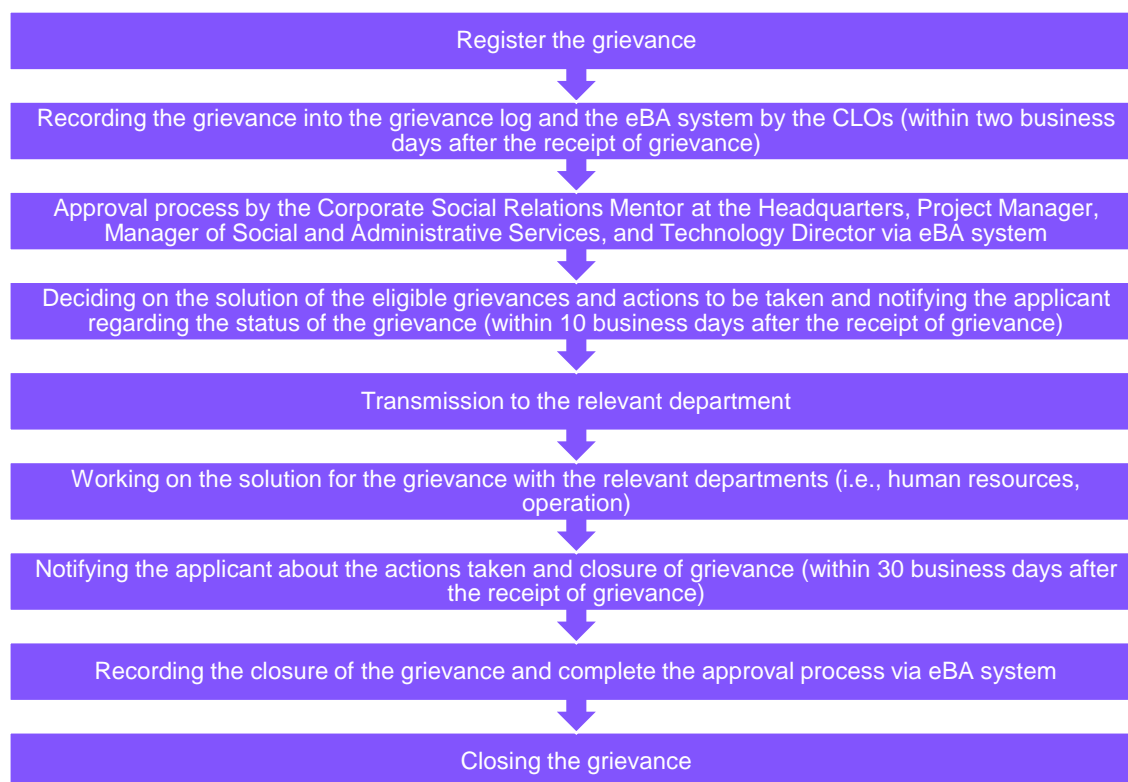 Register the grievance
Recording the grievance into the grievance log and the eBA system by the CLOs (within two business
days after the receipt of grievance)
Approval process by the Corporate Social Relations Mentor at the Headquarters, Project Manager,
Manager of Social and Administrative Services, and Technology Director via eBA system
Deciding on the solution of the eligible grievances and actions to be taken and notifying the applicant
regarding the status of the grievance (within 10 business days after the receipt of grievance)
Transmission to the relevant department
Working on the solution for the grievance with the relevant departments (i.e., human resources,
operation)
Notifying the applicant about the actions taken and closure of grievance (within 30 business days after
the receipt of grievance)
Recording the closure of the grievance and complete the approval process via eBA system
Closing the grievance